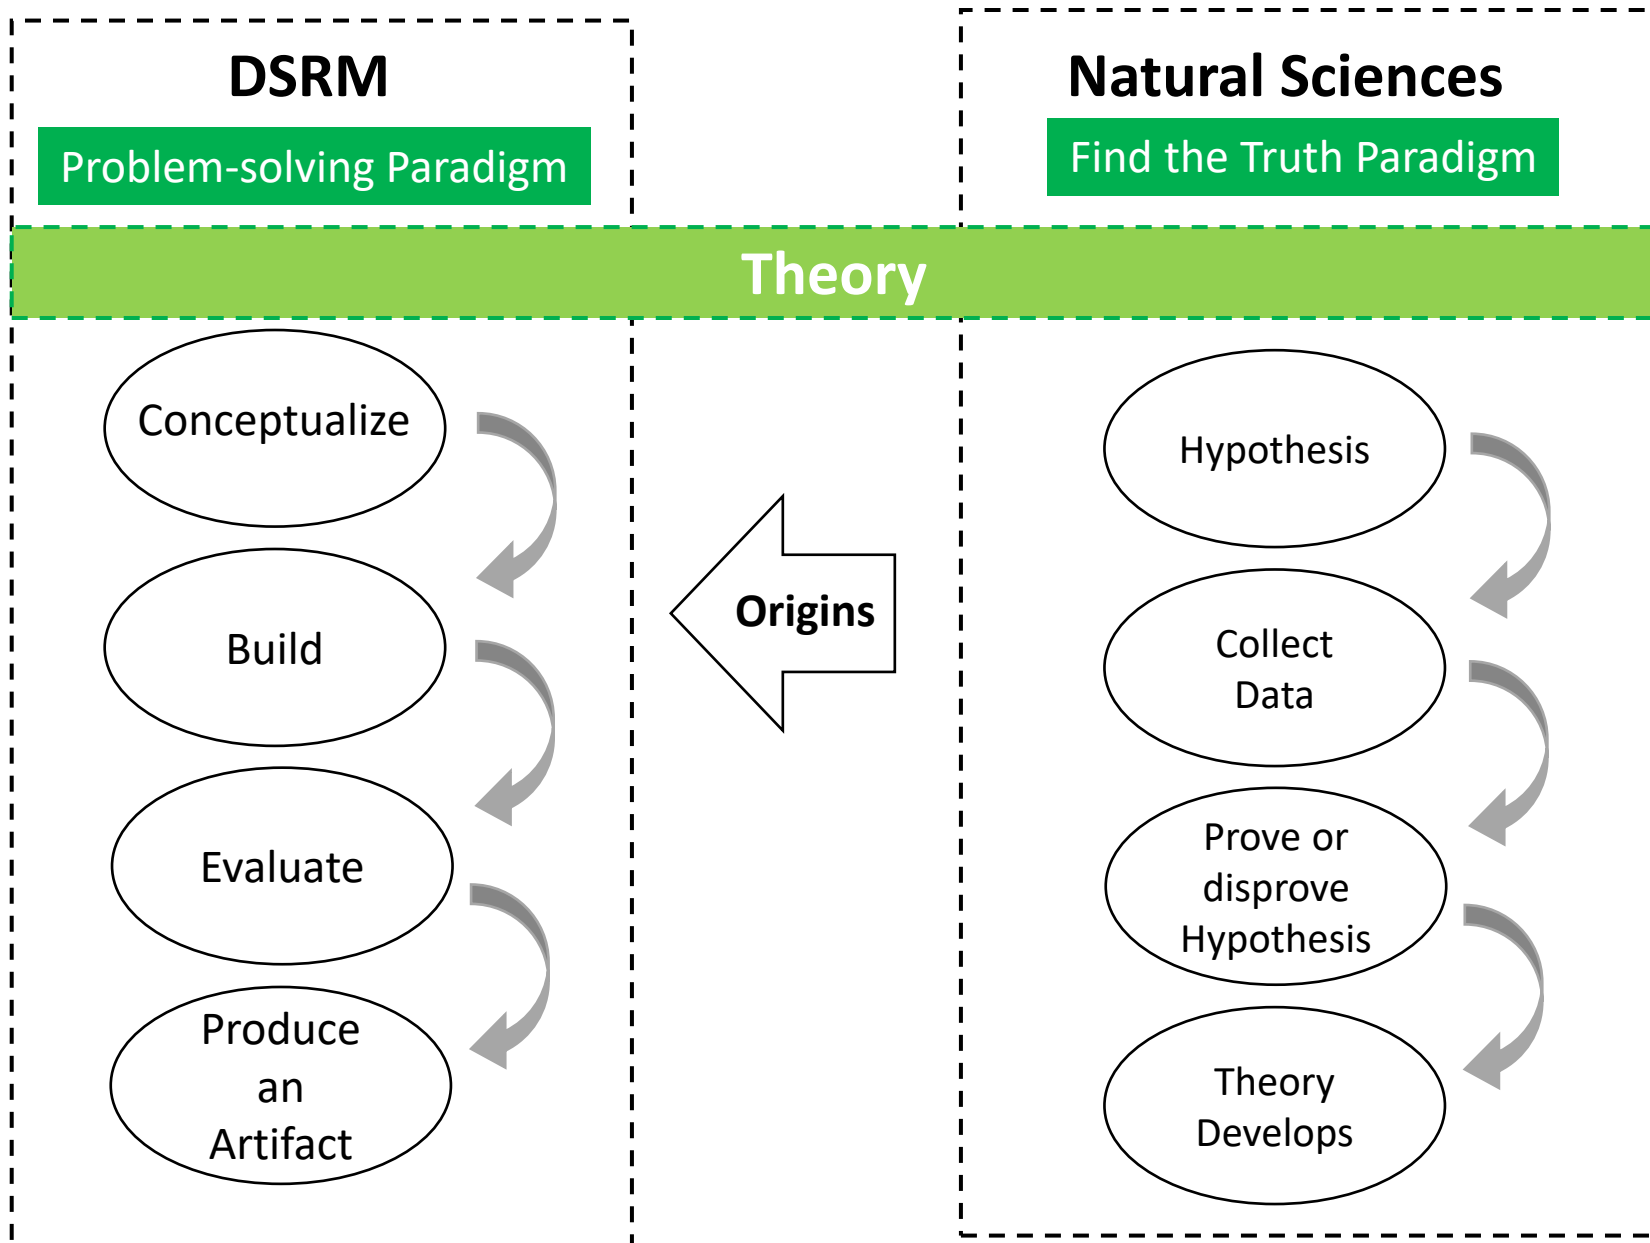 DSRM
Problem-solving Paradigm
Natural Sciences
Find the Truth Paradigm
Theory
Conceptualize
Build
Evaluate
Produce
an
Artifact
Origins
Hypothesis
Collect
Data
Prove or
disprove
Hypothesis
Theory
Develops